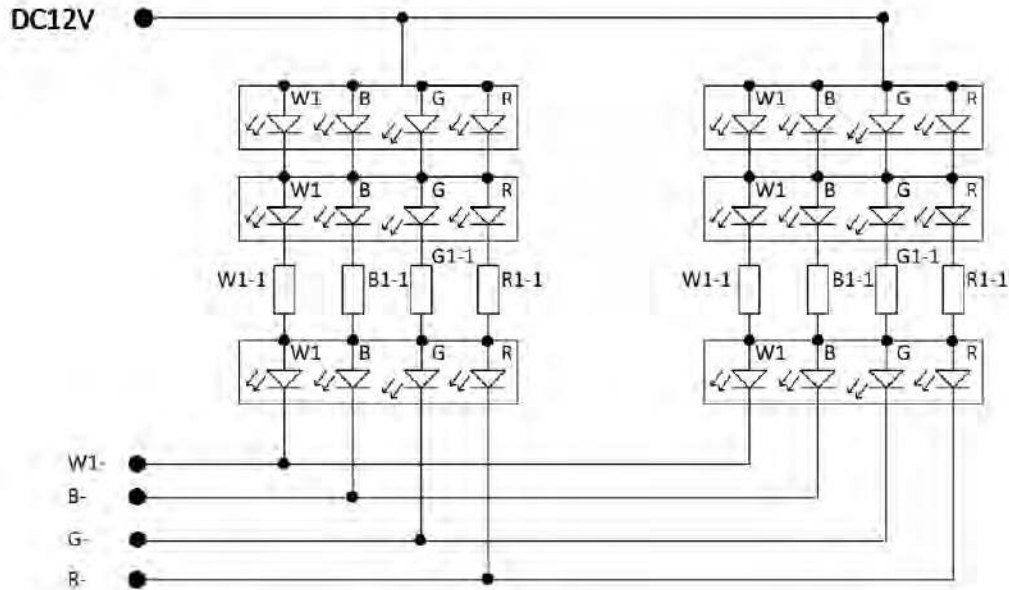 DC12V
W1 B G R W1 B G R
W1 B G R W1 B G R
G1-1 G1-1
W1-1 B1-1 R1-1 W1-1 B1-1 R1-1
W1 B G R W1 B G R
W1-
B-
G-
R-